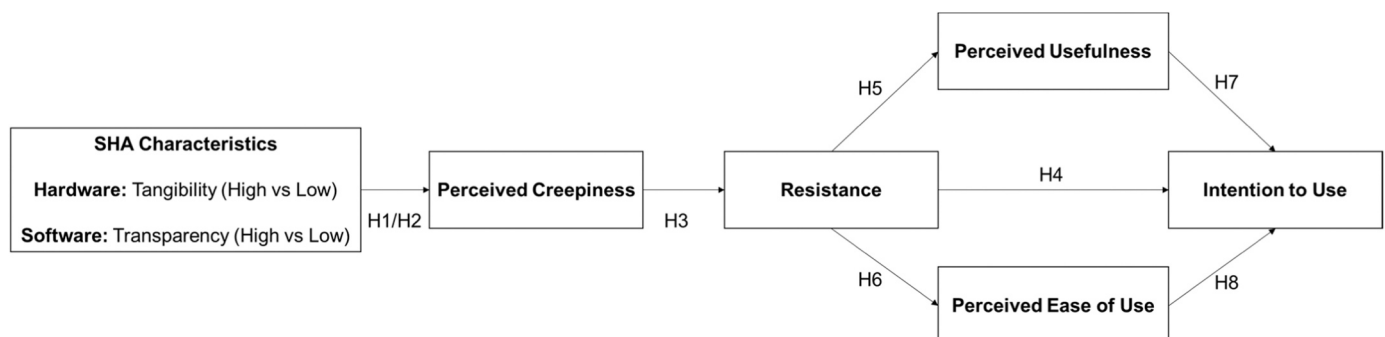 Perceived Usefulness
H5
H7
SHA Characteristics
Hardware: Tangibility (High vs Low)
Software: Transparency (High vs Low)
H1/H2
Perceived Creepiness
H3
Resistance
H4
Intention to Use
H6
H8
Perceived Ease of Use